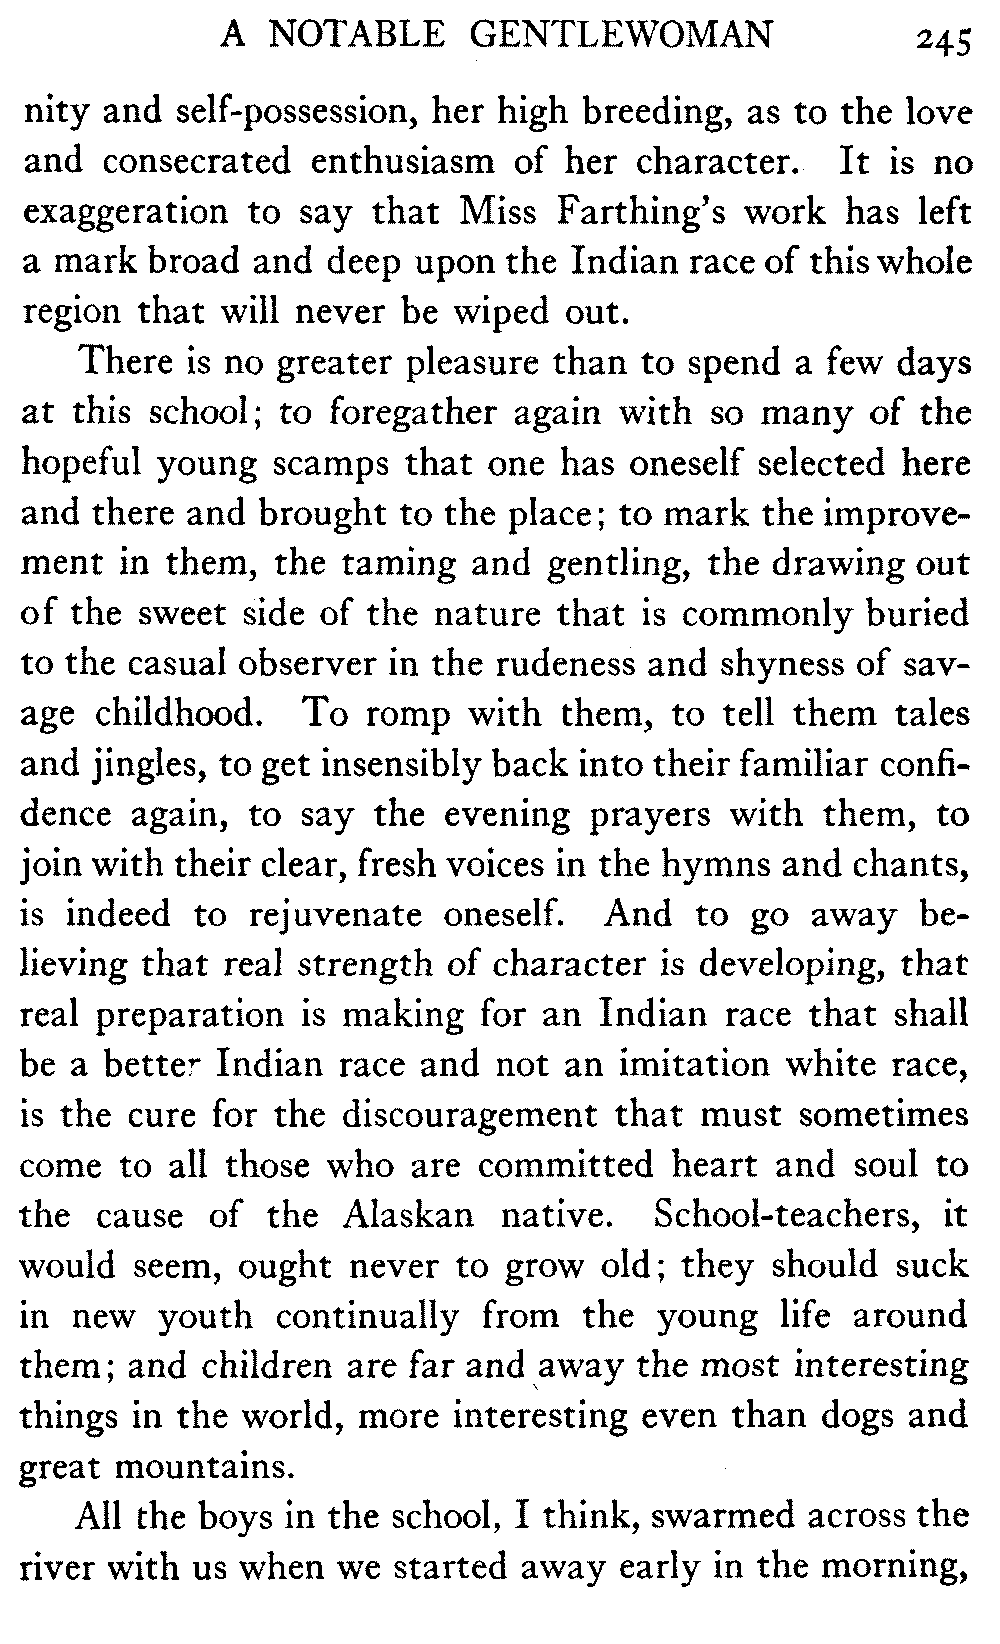 A NOTABLE GENTLEWOMAN 245
nity and self-possession, her high breeding, as to the love
and consecrated enthusiasm of her character. It is no
exaggeration to say that Miss Farthing's work has left
a mark broad and deep upon the Indian race of this whole
region that will never be wiped out.
There is no greater pleasure than to spend a few days
at this school; to foregather again with so many of the
hopeful young scamps that one has oneself selected here
and there and brought to the place; to mark the improve-
ment in them, the taming and gentling, the drawing out
of the sweet side of the nature that is commonly buried
to the casual observer in the rudeness and shyness of sav-
age childhood. To romp with them, to tell them tales
and jingles, to get insensibly back into their familiar confi-
dence again, to say the evening prayers with them, to
join with their clear, fresh voices in the hymns and chants,
is indeed to rejuvenate oneself. And to go away be-
lieving that real strength of character is developing, that
real preparation is making for an Indian race that shall
be a better Indian race and not an imitation white race,
is the cure for the discouragement that must sometimes
come to all those who are committed heart and soul to
the cause of the Alaskan native. School-teachers, it
would seem, ought never to grow old; they should suck
in new youth continually from the young life around
them; and children are far and away the most interesting
things in the world, more interesting even than dogs and
great mountains.
All the boys in the school, I think, swarmed across the
river with us when we started away early in the morning,